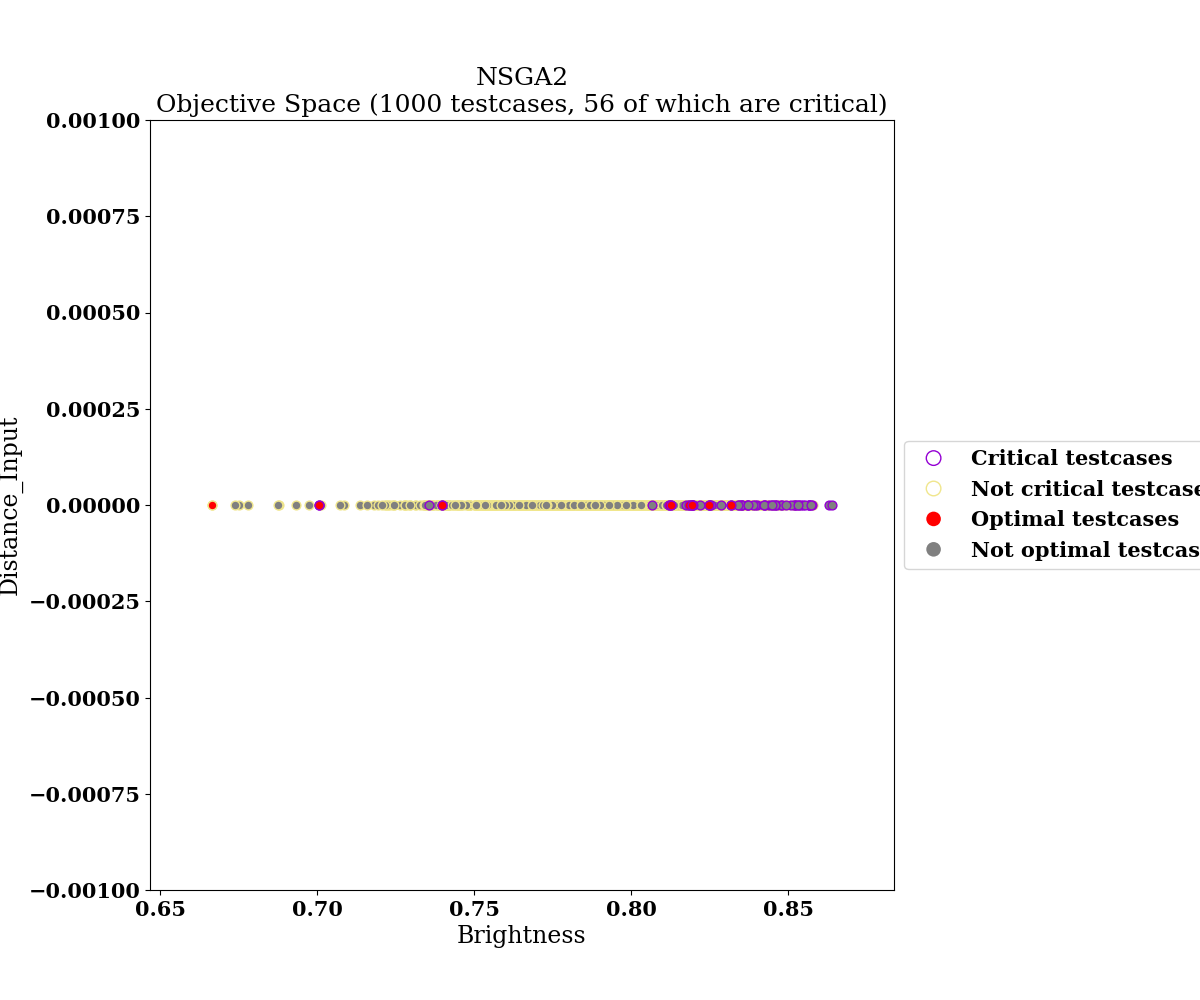 NSGA2
Objective Space (1000 testcases, 56 of which are critical)
0.00100
0.00075
0.00050
0.00025
0.00000
−0.00025
−0.00050
−0.00075
−0.00100
Distance_Input
0.65 0.70 0.75 0.80 0.85
Brightness
Critical testcases
Not critical testcase
Optimal testcases
Not optimal testcas